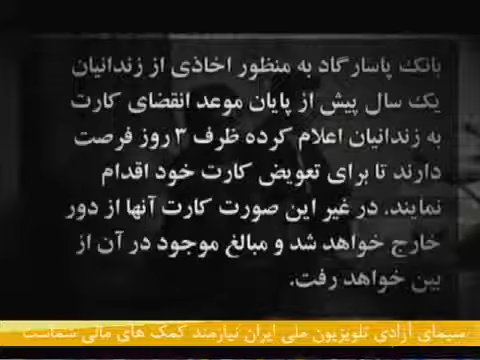 بانک پاسارگاد به منظور اخاذی از زندانیان
یک سال پیش از پایان موعد انقضای کارت
به زندانیان اعلام کرده ظرف ۳ روز فرصت
دارند تا برای تعویض کارت خود اقدام
نمایند. در غیر این صورت کارت آنها از دور
خارج خواهد شد و مبالغ موجود در آن از
بین خواهد رفت.
سیمای آزادی تلویزیون ملی ایران نیازمند کمک های مالی شماست